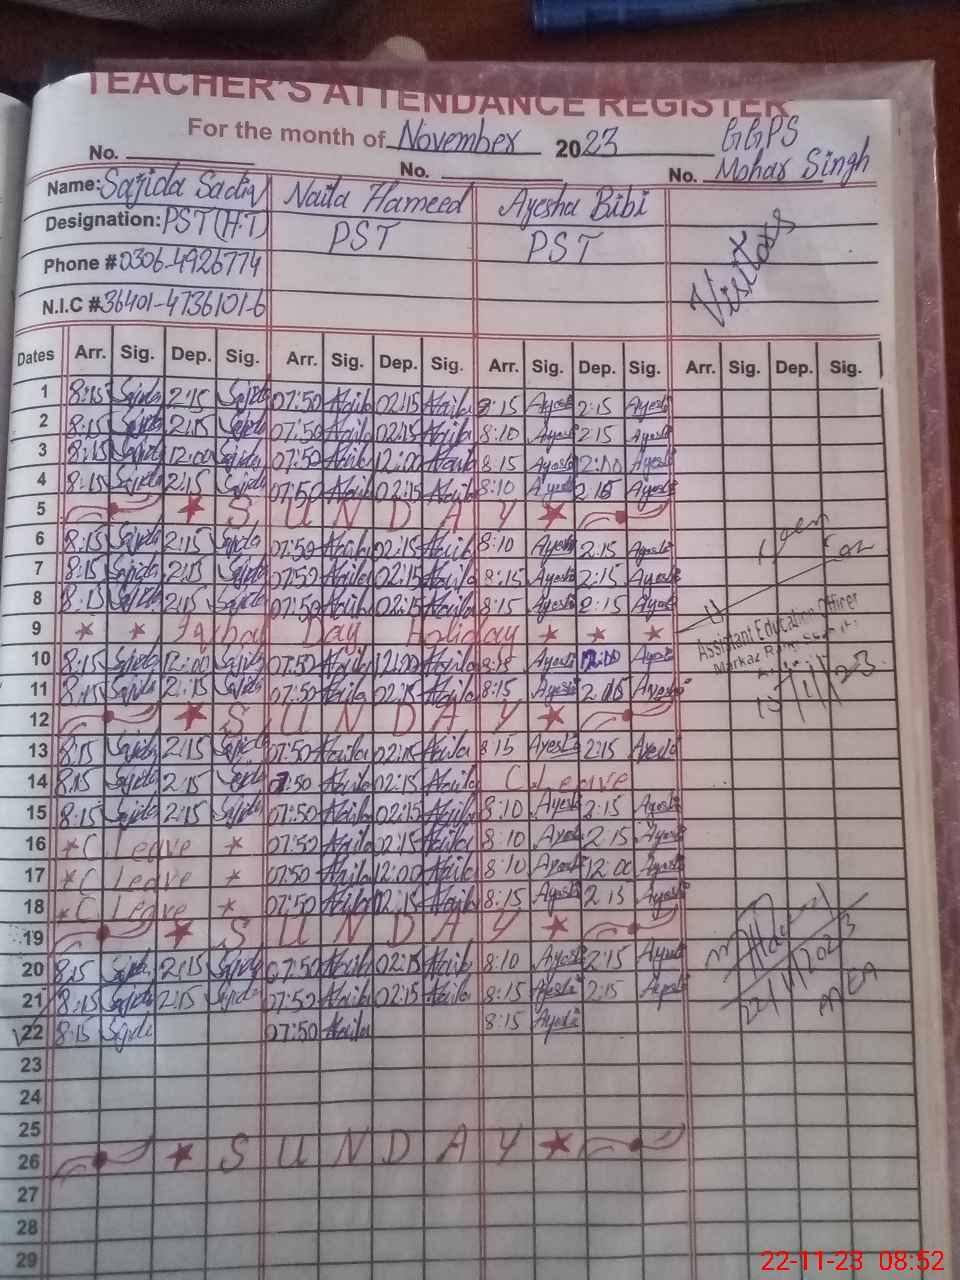 TEACHER'S ATTENDANCE REGISTER
For the month of November 2023 GGPS
No. No. No. Mohar Singh
Name: Sajida Sadiq Naila Hameed Ayesha Bibi
Designation: PST(H.T) PST PST Visitors
Phone # 0306-4926774
N.I.C # 36401-4736101-6
Dates Arr. Sig. Dep. Sig. Arr. Sig. Dep. Sig. Arr. Sig. Dep. Sig. Arr. Sig. Dep. Sig.
1 8:15 Sajida 2:15 Sajida 07:50 Naila 02:15 Naila 8:15 Ayesha 2:15 Ayesha
2 8:15 Sajida 2:15 Sajida 07:50 Naila 02:15 Naila 8:10 Ayesha 2:15 Ayesha
3 8:15 Sajida 12:00 Sajida 07:50 Naila 12:00 Naila 8:15 Ayesha 12:00 Ayesha
4 8:15 Sajida 2:15 Sajida 07:50 Naila 02:15 Naila 8:10 Ayesha 2:15 Ayesha
5 SUNDAY
6 8:15 Sajida 2:15 Sajida 07:50 Naila 02:15 Naila 8:10 Ayesha 2:15 Ayesha
7 8:15 Sajida 2:15 Sajida 07:50 Naila 02:15 Naila 8:15 Ayesha 2:15 Ayesha
8 8:15 Sajida 2:15 Sajida 07:50 Naila 02:15 Naila 8:15 Ayesha 2:15 Ayesha
9 Iqbal Day Holiday
Assistant Education Officer
Markaz
10 8:15 Sajida 12:00 Sajida 07:50 Naila 12:00 Naila 8:15 Ayesha 12:00 Ayesha
11 8:15 Sajida 2:15 Sajida 07:50 Naila 02:15 Naila 8:15 Ayesha 2:15 Ayesha
15/11/23
12 SUNDAY
13 8:15 Sajida 2:15 Sajida 07:50 Naila 02:15 Naila 8:15 Ayesha 2:15 Ayesha
14 8:15 Sajida 2:15 Sajida 7:50 Naila 02:15 Naila C Leave
15 8:15 Sajida 2:15 Sajida 07:50 Naila 02:15 Naila 8:10 Ayesha 2:15 Ayesha
16 C Leave 07:50 Naila 02:15 Naila 8:10 Ayesha 2:15 Ayesha
17 C Leave 07:50 Naila 12:00 Naila 8:10 Ayesha 12:00 Ayesha
18 C Leave 07:50 Naila 02:15 Naila 8:15 Ayesha 2:15 Ayesha
19 SUNDAY
20 8:15 Sajida 2:15 Sajida 07:50 Naila 02:15 Naila 8:10 Ayesha 2:15 Ayesha
21 8:15 Sajida 2:15 Sajida 07:50 Naila 02:15 Naila 8:15 Ayesha 2:15 Ayesha
22/11/2023
MEA
22 8:15 Sajida 07:50 Naila 8:15 Ayesha
23
24
25
26 SUNDAY
27
28
29
22-11-23 08:52